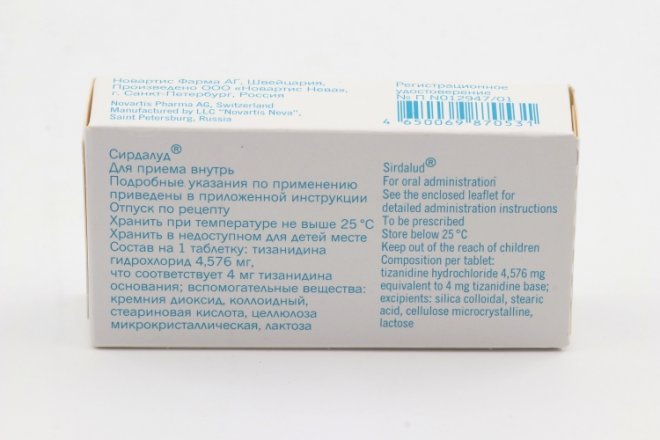 Новартис Фарма АГ, Швейцария,
Произведено ООО «Новартис Нева»,
г. Санкт-Петербург, Россия
Novartis Pharma AG, Switzerland
Manufactured by LLC "Novartis Neva",
Saint Petersburg, Russia
Регистрационное
удостоверение
№ П N012947/01
4 650069 870531
Сирдалуд®
Для приема внутрь
Подробные указания по применению
приведены в приложенной инструкции
Отпуск по рецепту
Хранить при температуре не выше 25 °C
Хранить в недоступном для детей месте
Состав на 1 таблетку: тизанидина
гидрохлорид 4,576 мг,
что соответствует 4 мг тизанидина
основания; вспомогательные вещества:
кремния диоксид, коллоидный,
стеариновая кислота, целлюлоза
микрокристаллическая, лактоза
Sirdalud®
For oral administration
See the enclosed leaflet for
detailed administration instructions
To be prescribed
Store below 25 °C
Keep out of the reach of children
Composition per tablet:
tizanidine hydrochloride 4,576 mg
equivalent to 4 mg tizanidine base;
excipients: silica colloidal, stearic
acid, cellulose microcrystalline,
lactose